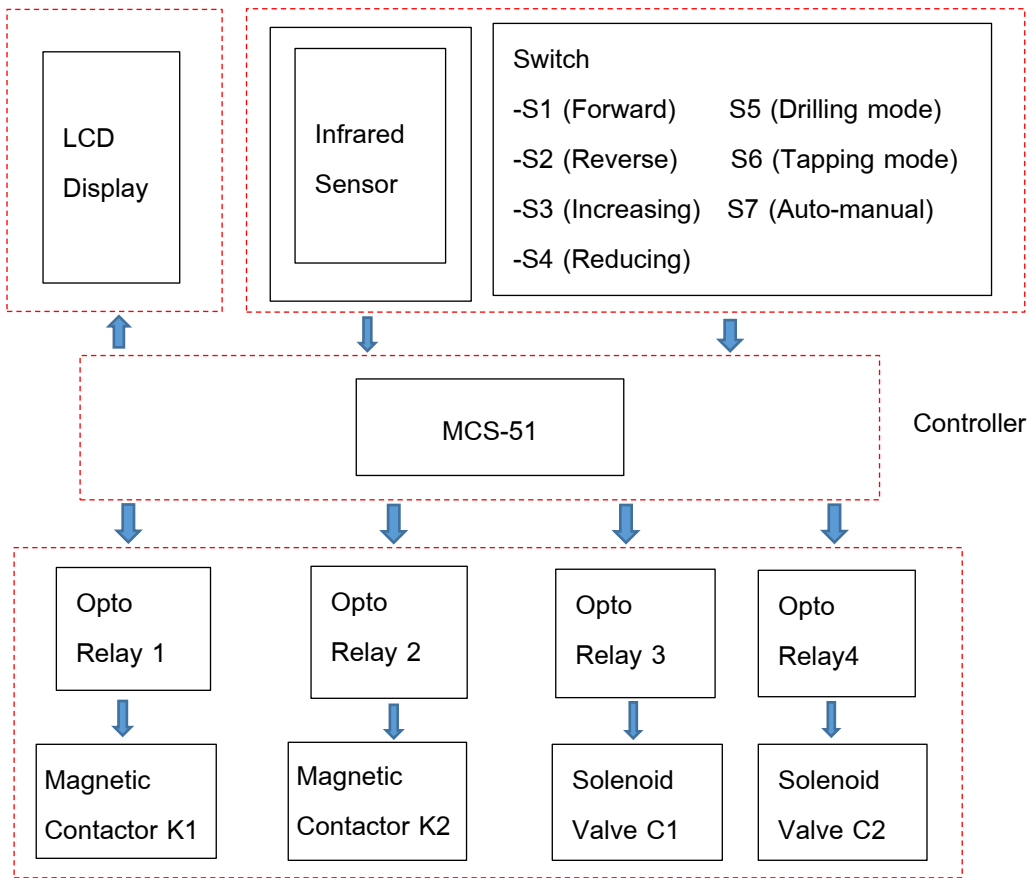 LCD
Display
Infrared
Sensor
Switch
-S1 (Forward) S5 (Drilling mode)
-S2 (Reverse) S6 (Tapping mode)
-S3 (Increasing) S7 (Auto-manual)
-S4 (Reducing)
MCS-51
Controller
Opto
Relay 1
Opto
Relay 2
Opto
Relay 3
Opto
Relay4
Magnetic
Contactor K1
Magnetic
Contactor K2
Solenoid
Valve C1
Solenoid
Valve C2